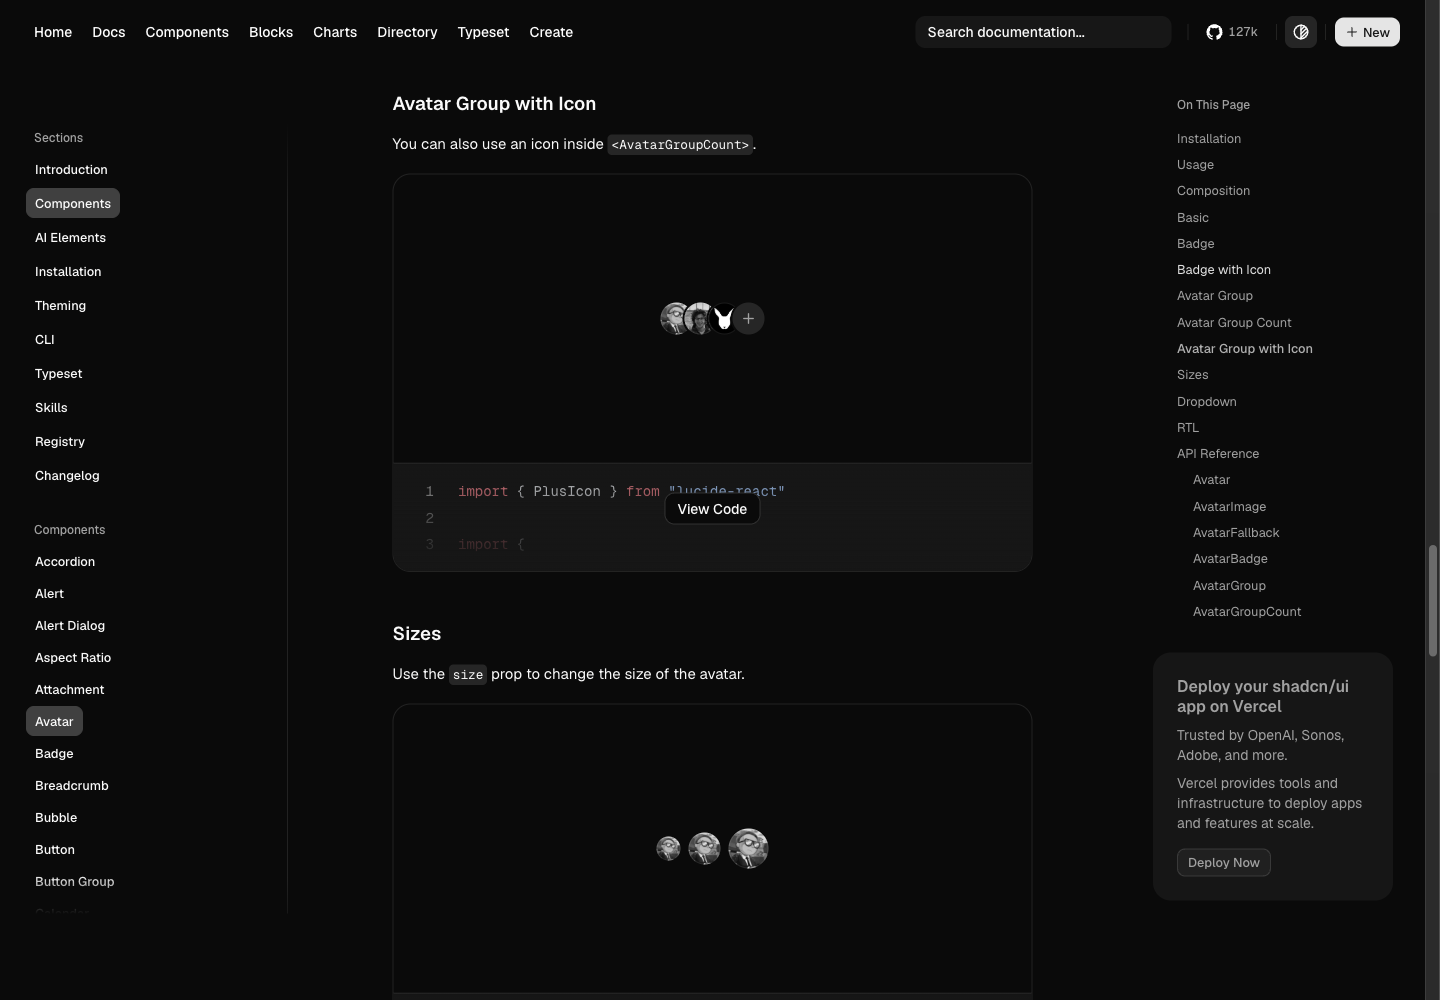 Home Docs Components Blocks Charts Directory Typeset Create
Search documentation...
127k
New
Sections
Introduction
Components
AI Elements
Installation
Theming
CLI
Typeset
Skills
Registry
Changelog
Components
Accordion
Alert
Alert Dialog
Aspect Ratio
Attachment
Avatar
Badge
Breadcrumb
Bubble
Button
Button Group
Calendar
Avatar Group with Icon
You can also use an icon inside <AvatarGroupCount>.
1 import { PlusIcon } from "lucide-react"
View Code
2
3 import {
Sizes
Use the size prop to change the size of the avatar.
On This Page
Installation
Usage
Composition
Basic
Badge
Badge with Icon
Avatar Group
Avatar Group Count
Avatar Group with Icon
Sizes
Dropdown
RTL
API Reference
Avatar
AvatarImage
AvatarFallback
AvatarBadge
AvatarGroup
AvatarGroupCount
Deploy your shadcn/ui
app on Vercel
Trusted by OpenAI, Sonos,
Adobe, and more.
Vercel provides tools and
infrastructure to deploy apps
and features at scale.
Deploy Now